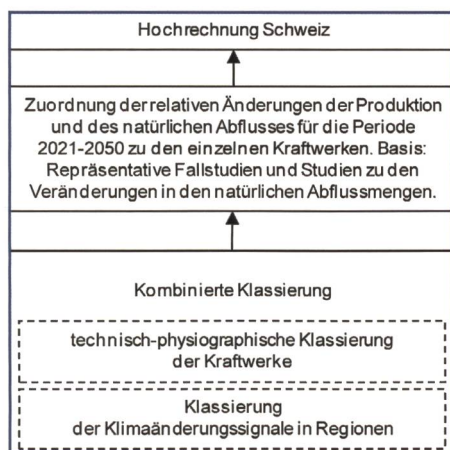 Hochrechnung Schweiz
Zuordnung der relativen Änderungen der Produktion
und des natürlichen Abflusses für die Periode
2021-2050 zu den einzelnen Kraftwerken. Basis:
Repräsentative Fallstudien und Studien zu den
Veränderungen in den natürlichen Abflussmengen.
Kombinierte Klassierung
technisch-physiographische Klassierung
der Kraftwerke
Klassierung
der Klimaänderungssignale in Regionen